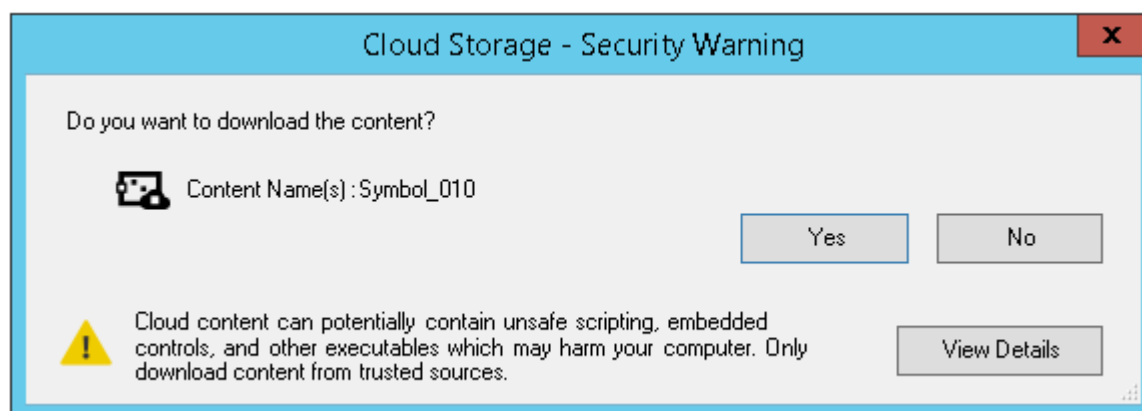 Cloud Storage - Security Warning
x
Do you want to download the content?
Content Name(s) : Symbol_010
Yes
No
Cloud content can potentially contain unsafe scripting, embedded
controls, and other executables which may harm your computer. Only
download content from trusted sources.
View Details